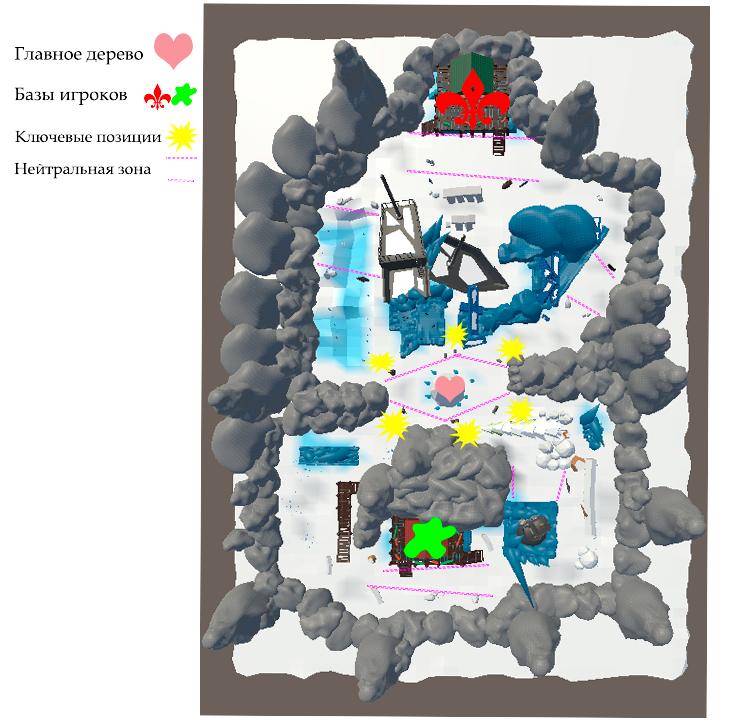 Главное дерево
Базы игроков
Ключевые позиции
Нейтральная зона